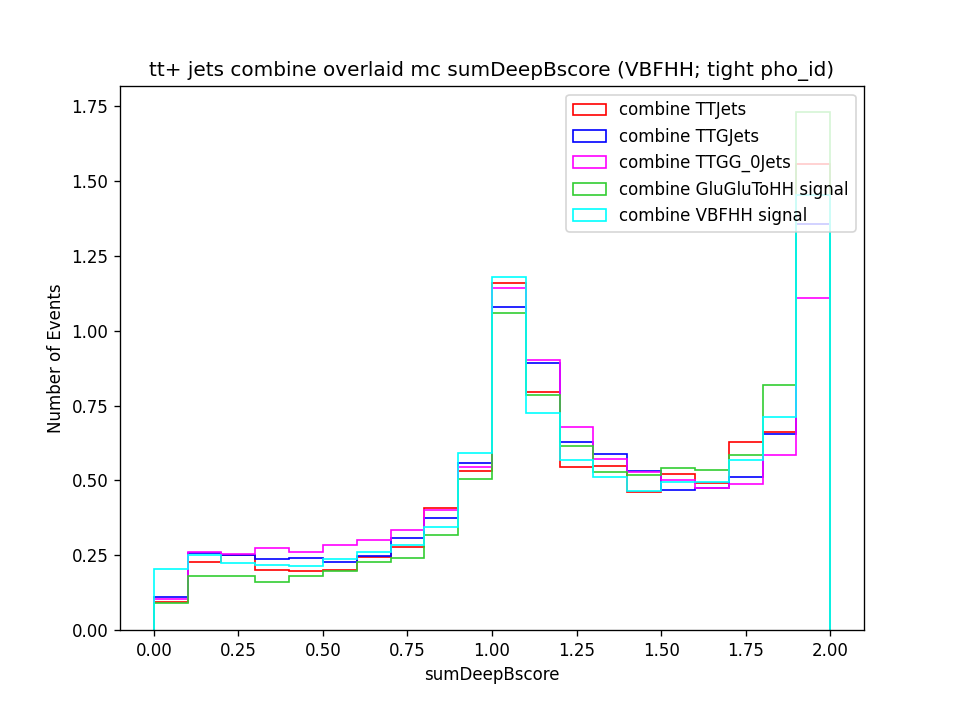 tt+ jets combine overlaid mc sumDeepBscore (VBFHH; tight pho_id)
combine TTJets
combine TTGJets
combine TTGG_0Jets
combine GluGluToHH signal
combine VBFHH signal
Number of Events
1.75
1.50
1.25
1.00
0.75
0.50
0.25
0.00
0.00 0.25 0.50 0.75 1.00 1.25 1.50 1.75 2.00
sumDeepBscore